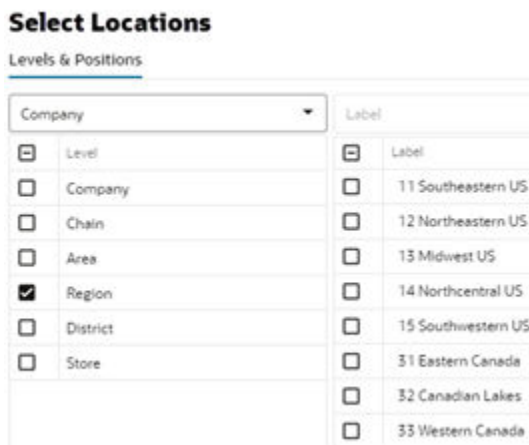 Select Locations
Levels & Positions
Company
Label
Level
Label
Company
11 Southeastern US
Chain
12 Northeastern US
Area
13 Midwest US
Region
14 Northcentral US
District
15 Southwestern US
Store
31 Eastern Canada
32 Canadian Lakes
33 Western Canada